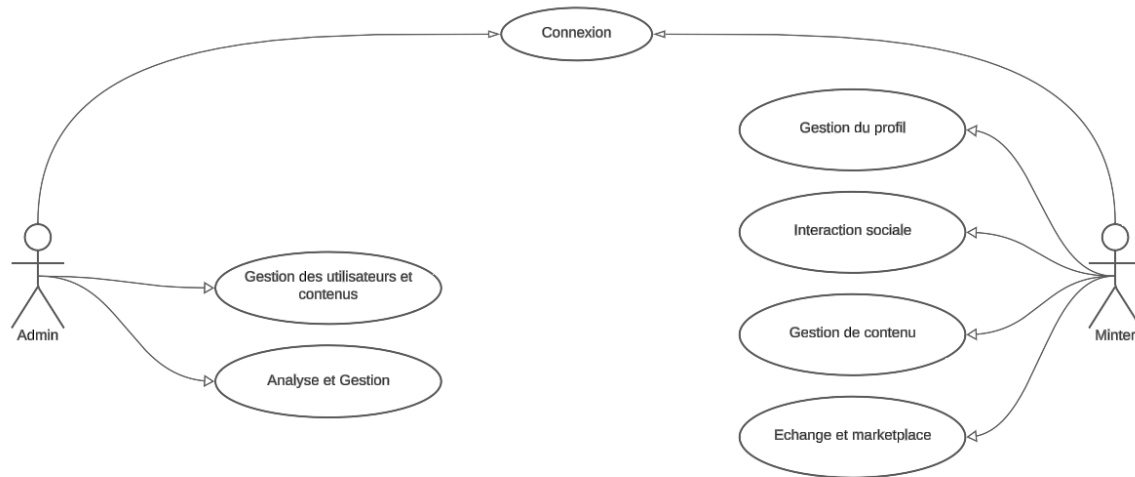 Connexion
Gestion du profil
Interaction sociale
Gestion des utilisateurs et
contenus
Admin
Gestion de contenu
Minter
Analyse et Gestion
Echange et marketplace